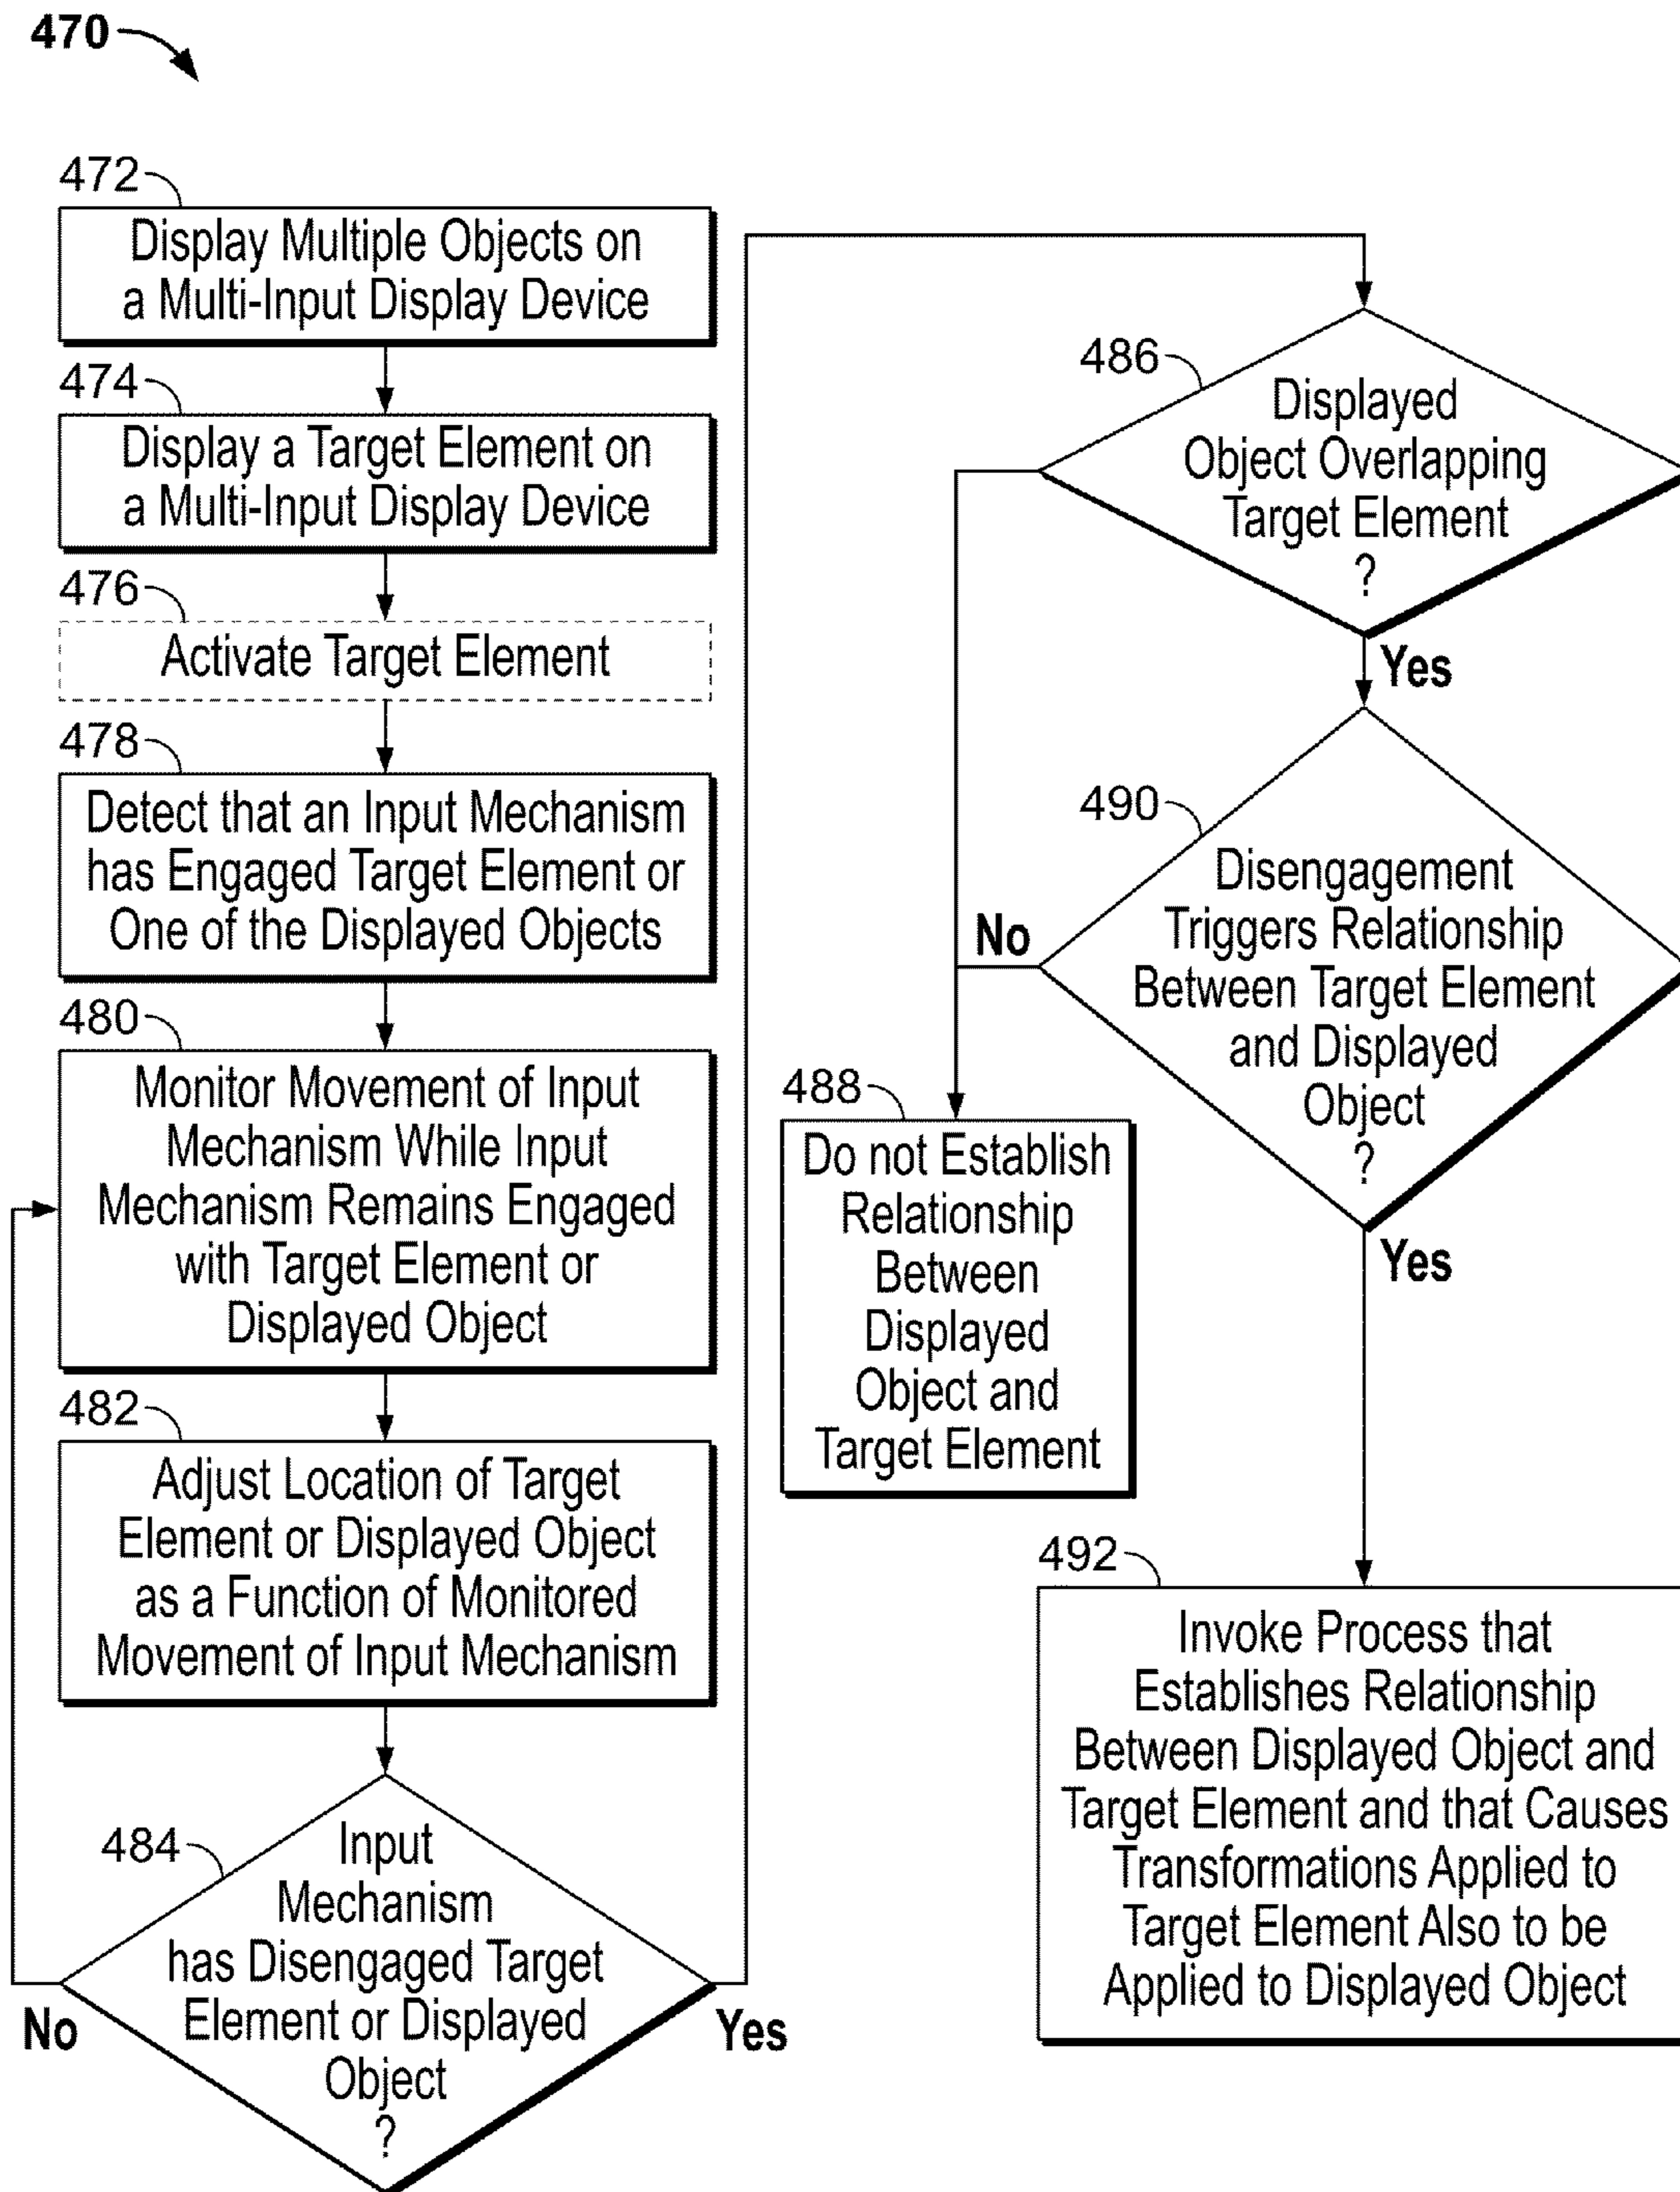 470
472
Display Multiple Objects on
a Multi-Input Display Device
474
Display a Target Element on
a Multi-Input Display Device
476
Activate Target Element
478
Detect that an Input Mechanism
has Engaged Target Element or
One of the Displayed Objects
480
Monitor Movement of Input
Mechanism While Input
Mechanism Remains Engaged
with Target Element or
Displayed Object
482
Adjust Location of Target
Element or Displayed Object
as a Function of Monitored
Movement of Input Mechanism
484
Input
Mechanism
has Disengaged Target
Element or Displayed
Object
?
No
Yes
486
Displayed
Object Overlapping
Target Element
?
Yes
490
Disengagement
Triggers Relationship
Between Target Element
and Displayed
Object
?
No
Yes
488
Do not Establish
Relationship
Between
Displayed
Object and
Target Element
492
Invoke Process that
Establishes Relationship
Between Displayed Object and
Target Element and that Causes
Transformations Applied to
Target Element Also to be
Applied to Displayed Object